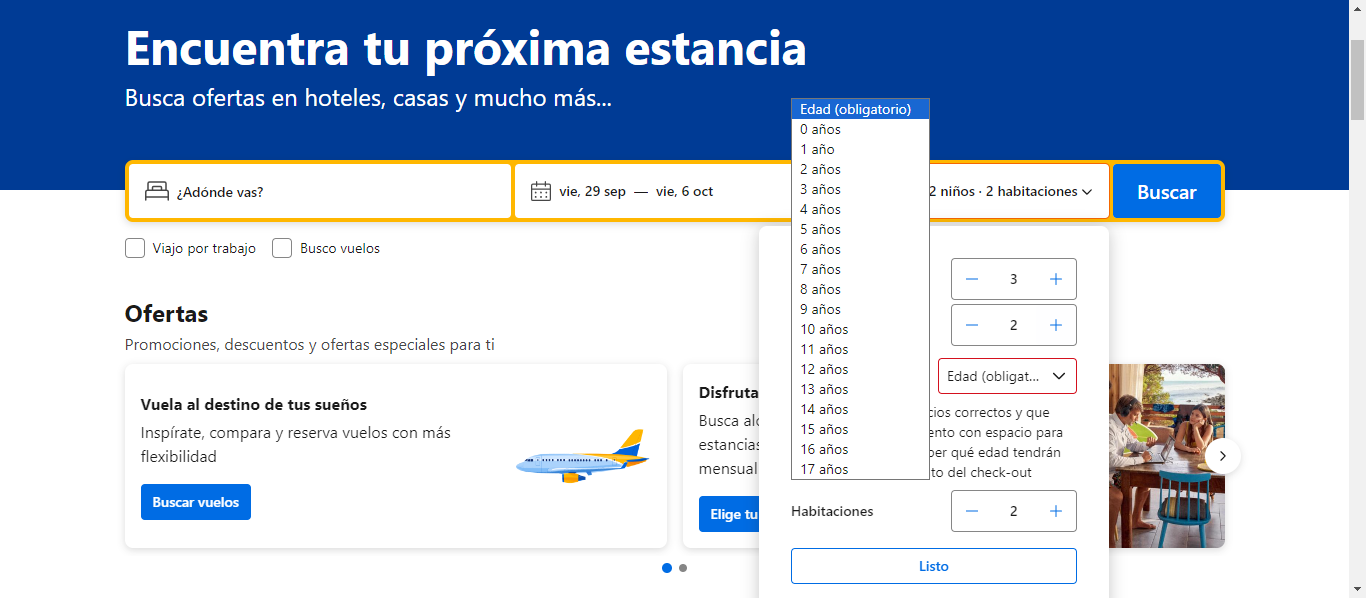 Encuentra tu próxima estancia
Busca ofertas en hoteles, casas y mucho más...
¿Adónde vas?
vie, 29 sep — vie, 6 oct
2 niños · 2 habitaciones
Buscar
Viajo por trabajo
Busco vuelos
Edad (obligatorio)
0 años
1 año
2 años
3 años
4 años
5 años
6 años
7 años
8 años
9 años
10 años
11 años
12 años
13 años
14 años
15 años
16 años
17 años
3
2
Edad (obligat...
cios correctos y que
ento con espacio para
ber qué edad tendrán
to del check-out
Habitaciones
2
Listo
Ofertas
Promociones, descuentos y ofertas especiales para ti
Vuela al destino de tus sueños
Inspírate, compara y reserva vuelos con más
flexibilidad
Buscar vuelos
Disfruta
Busca alo
estancias
mensual
Elige tu